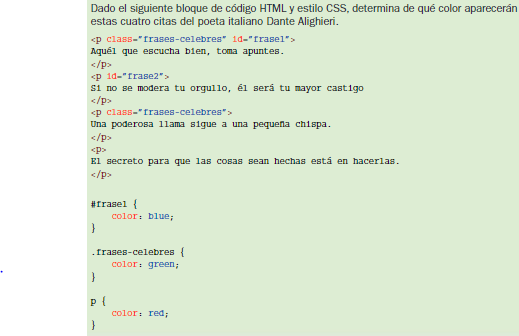 Dado el siguiente bloque de código HTML y estilo CSS, determina de qué color aparecerán
estas cuatro citas del poeta italiano Dante Alighieri.
<p class="frases-celebres" id="frase1">
Aquél que escucha bien, toma apuntes.
</p>
<p id="frase2">
Si no se modera tu orgullo, él será tu mayor castigo
</p>
<p class="frases-celebres">
Una poderosa llama sigue a una pequeña chispa.
</p>
<p>
El secreto para que las cosas sean hechas está en hacerlas.
</p>
#frase1 {
color: blue;
}
.frases-celebres {
color: green;
}
p {
color: red;
}